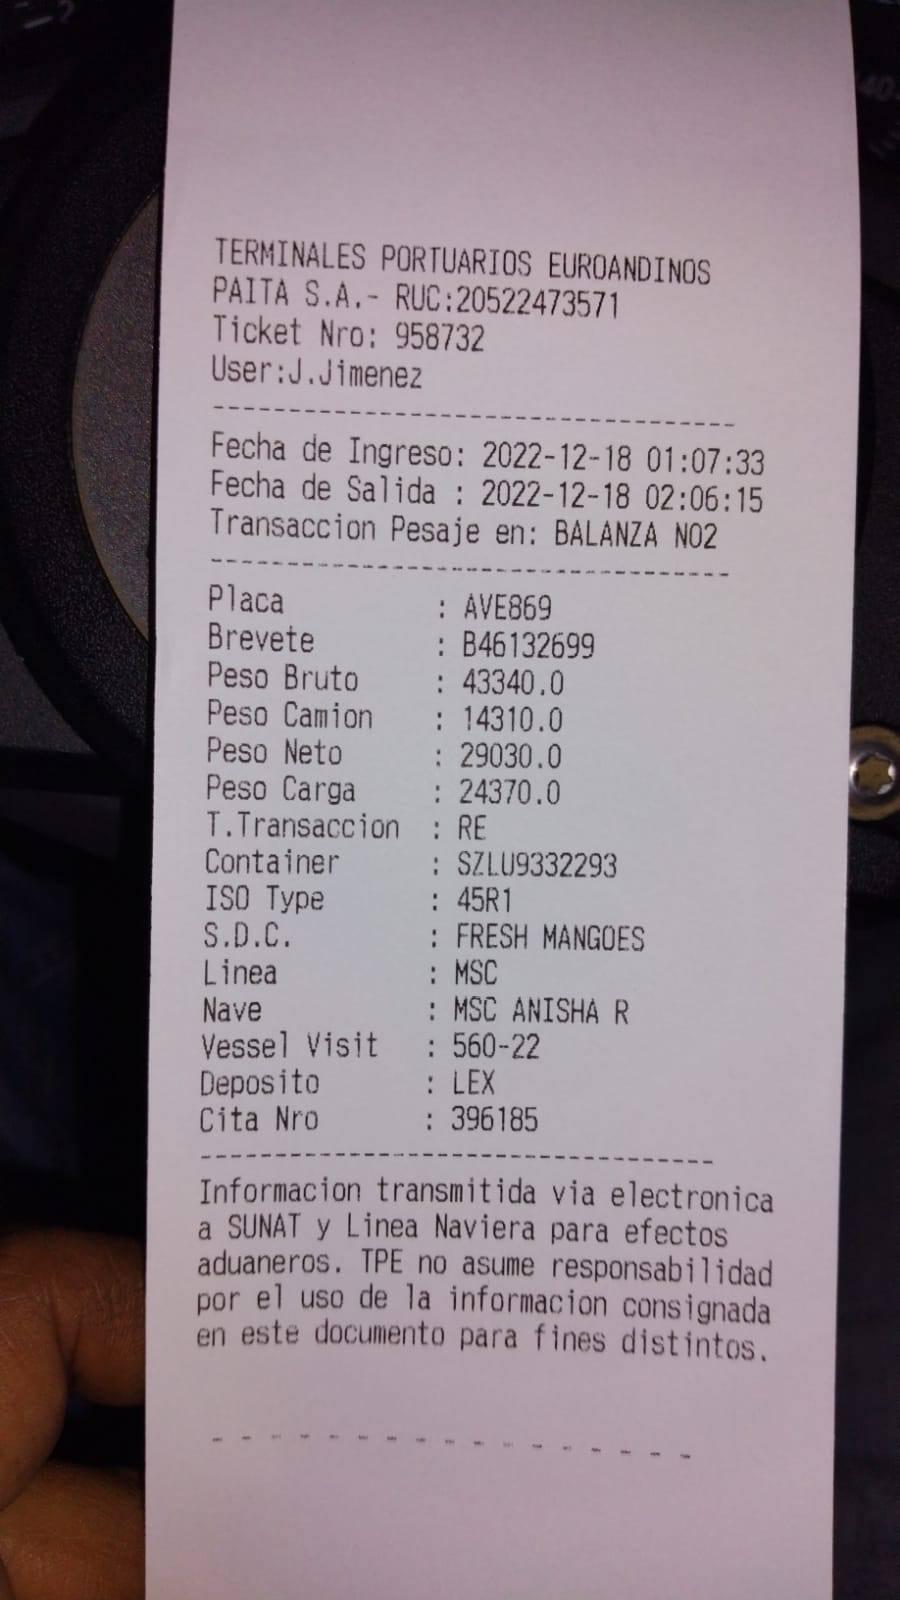 TERMINALES PORTUARIOS EUROANDINOS
PAITA S.A.- RUC:20522473571
Ticket Nro: 958732
User:J.Jimenez
----------------------------------
Fecha de Ingreso: 2022-12-18 01:07:33
Fecha de Salida : 2022-12-18 02:06:15
Transaccion Pesaje en: BALANZA NO2
----------------------------------
Placa : AVE869
Brevete : B46132699
Peso Bruto : 43340.0
Peso Camion : 14310.0
Peso Neto : 29030.0
Peso Carga : 24370.0
T.Transaccion : RE
Container : SZLU9332293
ISO Type : 45R1
S.D.C. : FRESH MANGOES
Linea : MSC
Nave : MSC ANISHA R
Vessel Visit : 560-22
Deposito : LEX
Cita Nro : 396185
----------------------------------
Informacion transmitida via electronica
a SUNAT y Linea Naviera para efectos
aduaneros. TPE no asume responsabilidad
por el uso de la informacion consignada
en este documento para fines distintos.
- - - - - - - - - - - - - - - - -